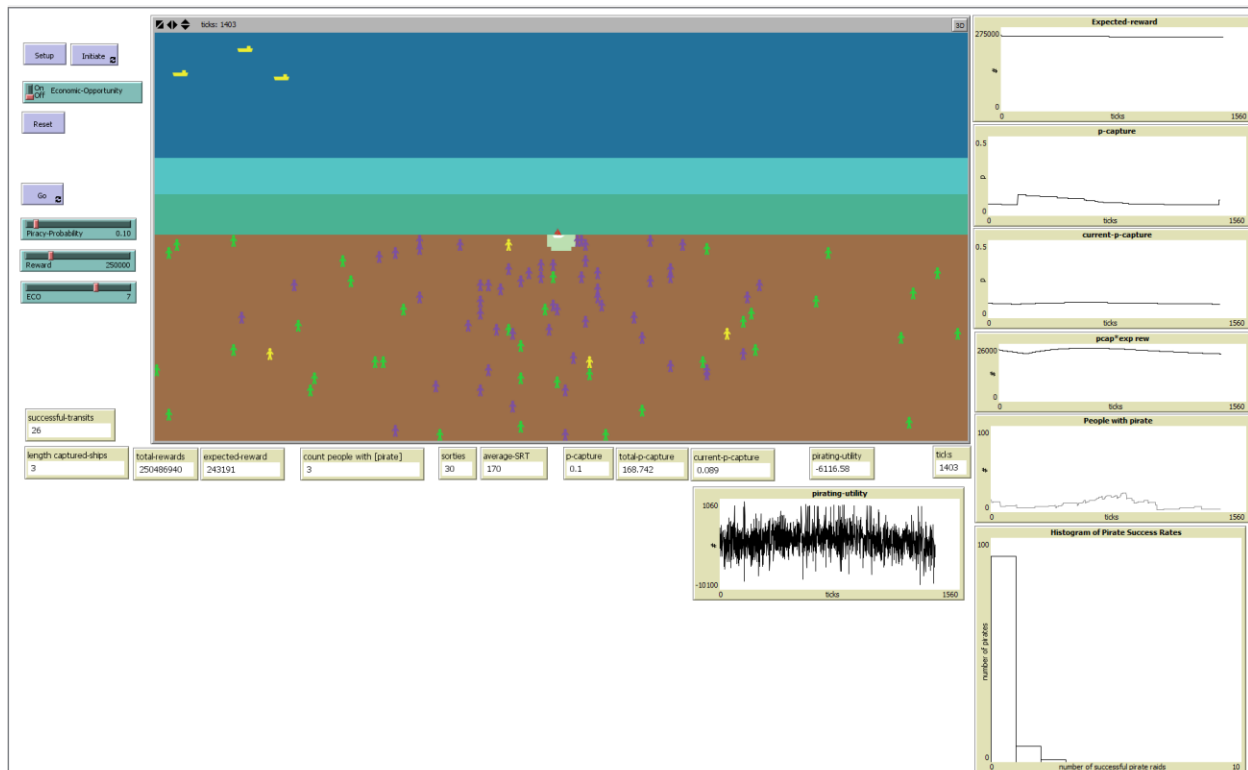 ticks: 1403
3D
Setup
Initiate
On
Off
Economic-Opportunity
Reset
Go
Piracy-Probability 0.10
Reward 250000
ECO 7
successful-transits
26
length captured-ships
3
total-rewards
250486940
expected-reward
243191
count people with [pirate]
3
sorties
30
average-SRT
170
p-capture
0.1
total-p-capture
168.742
current-p-capture
0.089
pirating-utility
-6116.58
ticks
1403
pirating-utility
1060
#
-10100
0
ticks
1560
Expected-reward
275000
#
0
0
ticks
1560
p-capture
0.5
p
0
0
ticks
1560
current-p-capture
0.5
p
0
0
ticks
1560
pcap*exp rew
26000
#
0
0
ticks
1560
People with pirate
100
#
0
0
ticks
1560
Histogram of Pirate Success Rates
100
number of pirates
0
0
number of successful pirate raids
10